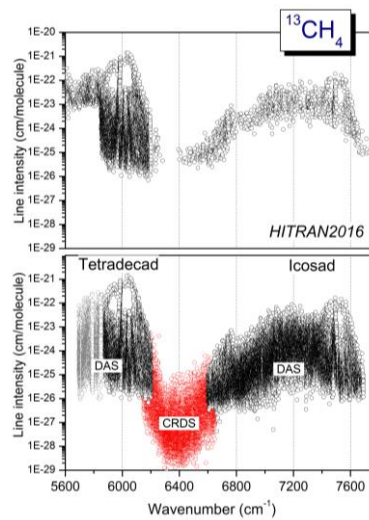 ¹³CH₄
1E-20
1E-21
1E-22
1E-23
1E-24
1E-25
1E-26
1E-27
1E-28
1E-29
Line intensity (cm/molecule)
HITRAN2016
Tetradecad Icosad
1E-21
1E-22
1E-23
1E-24
1E-25
1E-26
1E-27
1E-28
1E-29
Line intensity (cm/molecule)
DAS DAS
CRDS
5600 6000 6400 6800 7200 7600
Wavenumber (cm⁻¹)